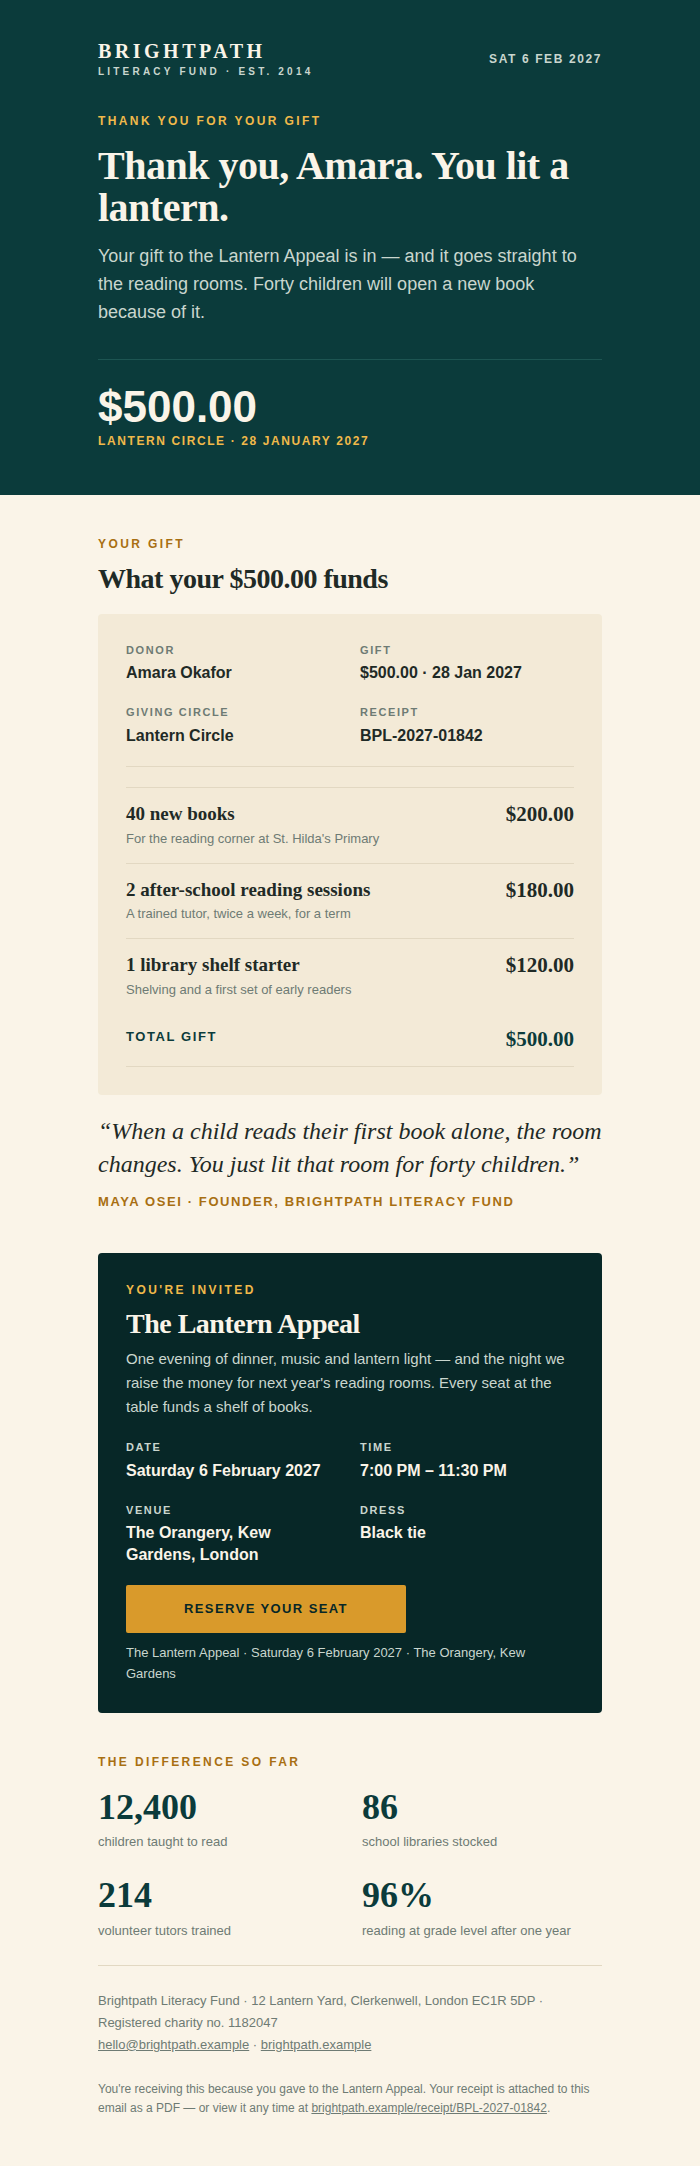 BRIGHTPATH
LITERACY FUND · EST. 2014
SAT 6 FEB 2027
THANK YOU FOR YOUR GIFT
Thank you, Amara. You lit a
lantern.
Your gift to the Lantern Appeal is in — and it goes straight to
the reading rooms. Forty children will open a new book
because of it.
$500.00
LANTERN CIRCLE · 28 JANUARY 2027
YOUR GIFT
What your $500.00 funds
DONOR
Amara Okafor
GIFT
$500.00 · 28 Jan 2027
GIVING CIRCLE
Lantern Circle
RECEIPT
BPL-2027-01842
40 new books
$200.00
For the reading corner at St. Hilda's Primary
2 after-school reading sessions
$180.00
A trained tutor, twice a week, for a term
1 library shelf starter
$120.00
Shelving and a first set of early readers
TOTAL GIFT
$500.00
“When a child reads their first book alone, the room
changes. You just lit that room for forty children.”
MAYA OSEI · FOUNDER, BRIGHTPATH LITERACY FUND
YOU'RE INVITED
The Lantern Appeal
One evening of dinner, music and lantern light — and the night we
raise the money for next year's reading rooms. Every seat at the
table funds a shelf of books.
DATE
Saturday 6 February 2027
TIME
7:00 PM – 11:30 PM
VENUE
The Orangery, Kew
Gardens, London
DRESS
Black tie
RESERVE YOUR SEAT
The Lantern Appeal · Saturday 6 February 2027 · The Orangery, Kew
Gardens
THE DIFFERENCE SO FAR
12,400
children taught to read
86
school libraries stocked
214
volunteer tutors trained
96%
reading at grade level after one year
Brightpath Literacy Fund · 12 Lantern Yard, Clerkenwell, London EC1R 5DP ·
Registered charity no. 1182047
hello@brightpath.example · brightpath.example
You're receiving this because you gave to the Lantern Appeal. Your receipt is attached to this
email as a PDF — or view it any time at brightpath.example/receipt/BPL-2027-01842.